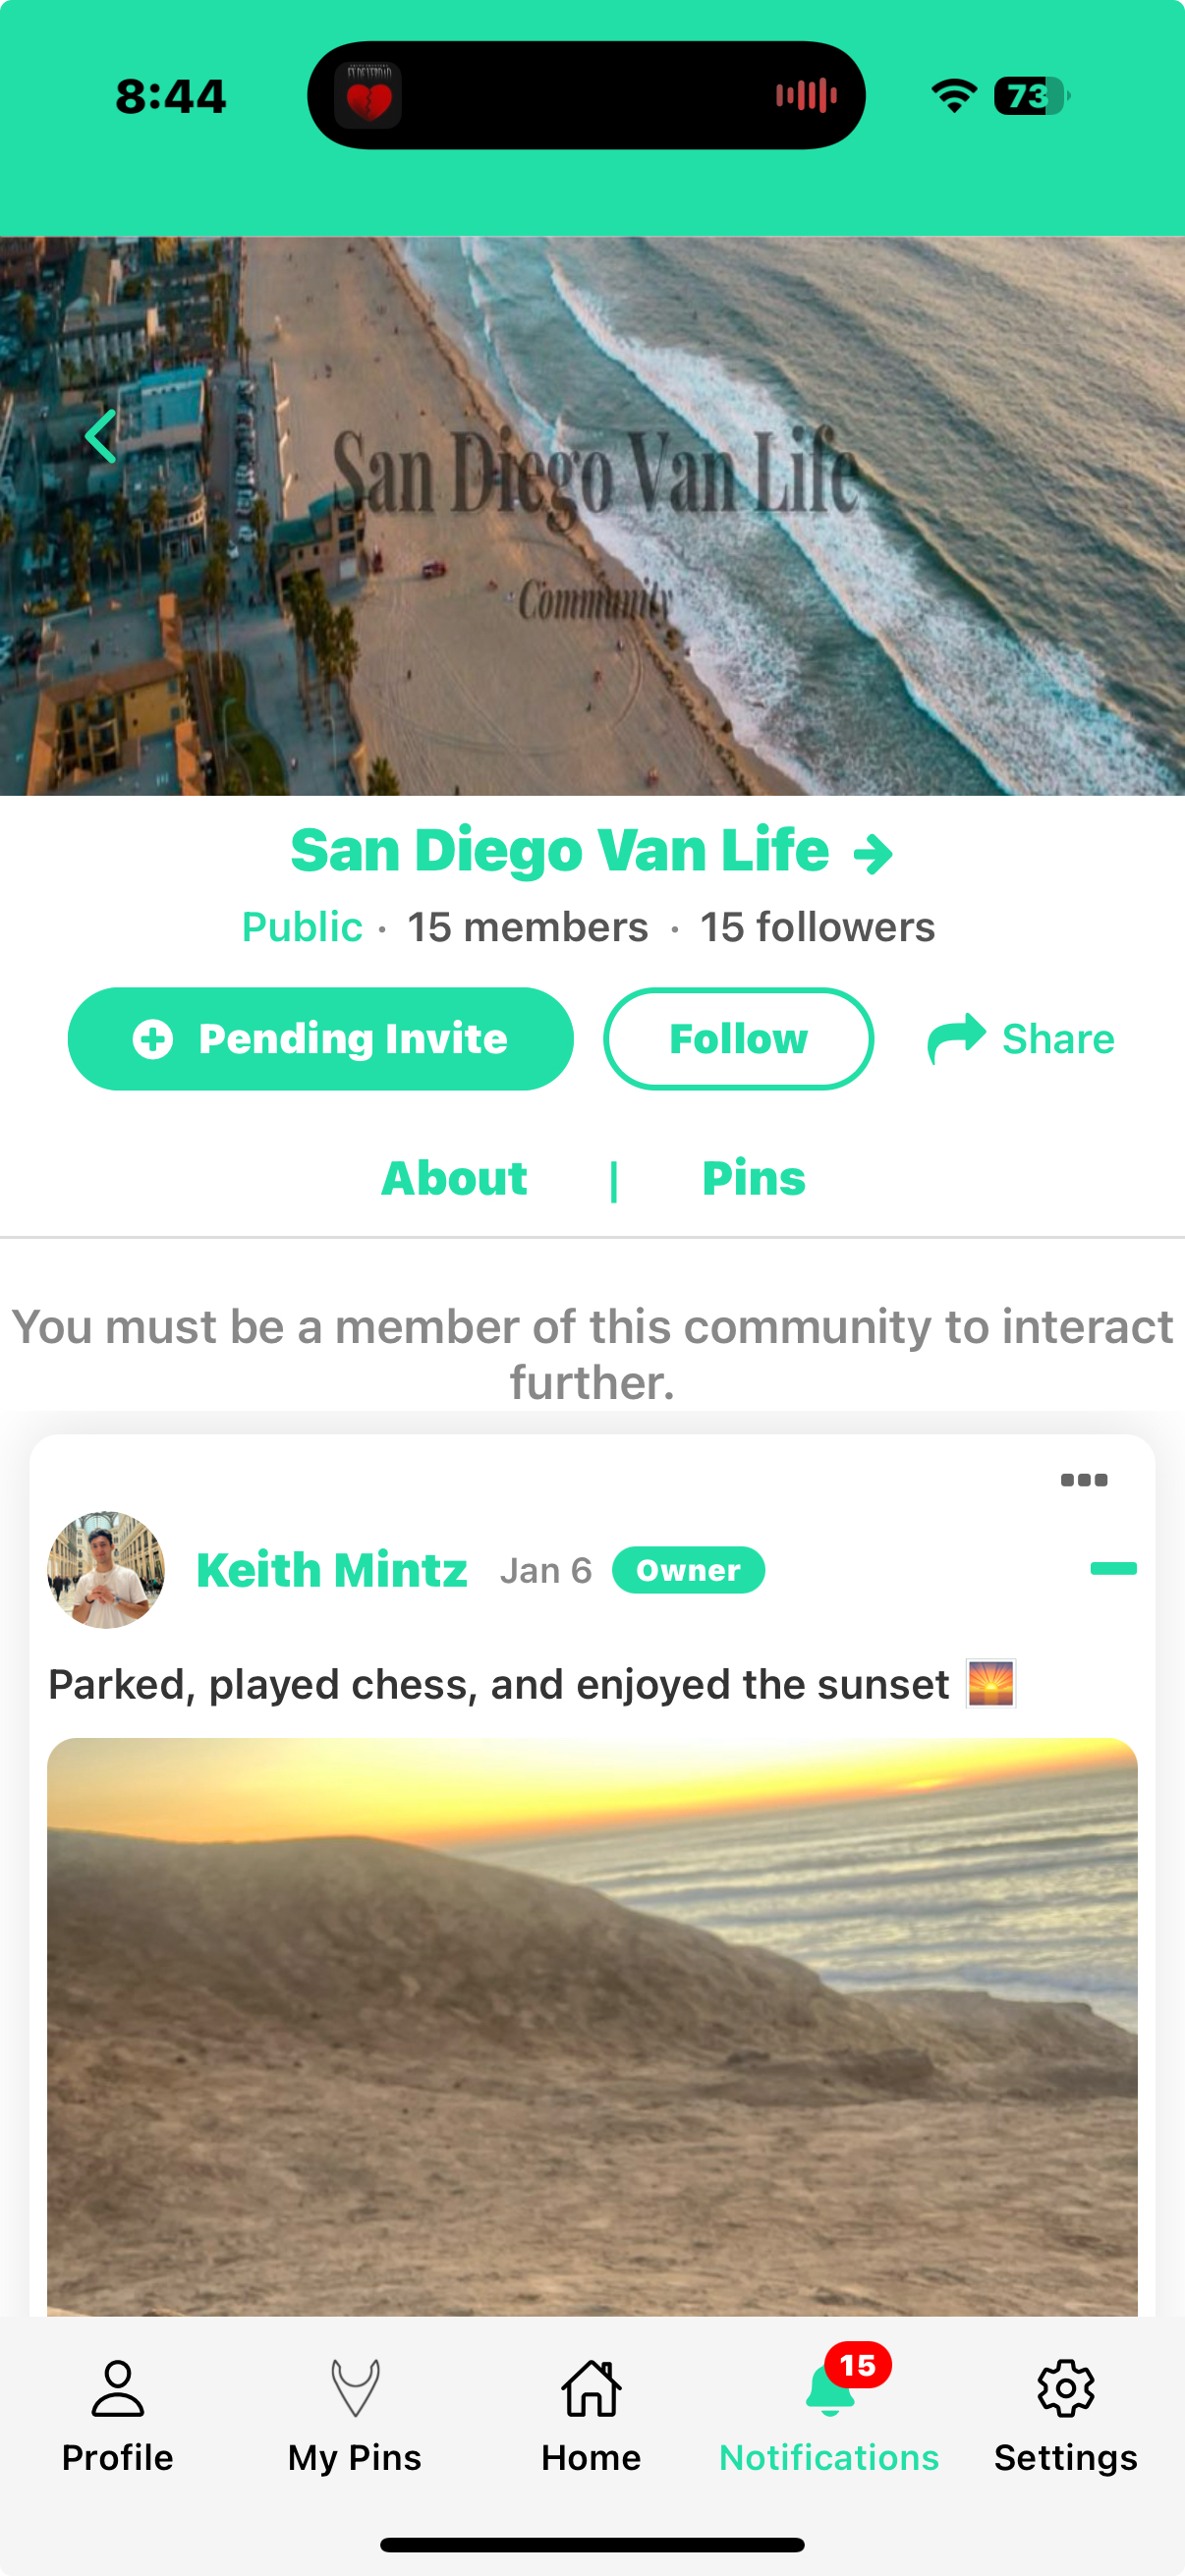 8:44
73
San Diego Van Life
Community
San Diego Van Life
Public · 15 members · 15 followers
Pending Invite
Follow
Share
About | Pins
You must be a member of this community to interact
further.
Keith Mintz Jan 6 Owner
Parked, played chess, and enjoyed the sunset 🌅
15
Profile
My Pins
Home
Notifications
Settings